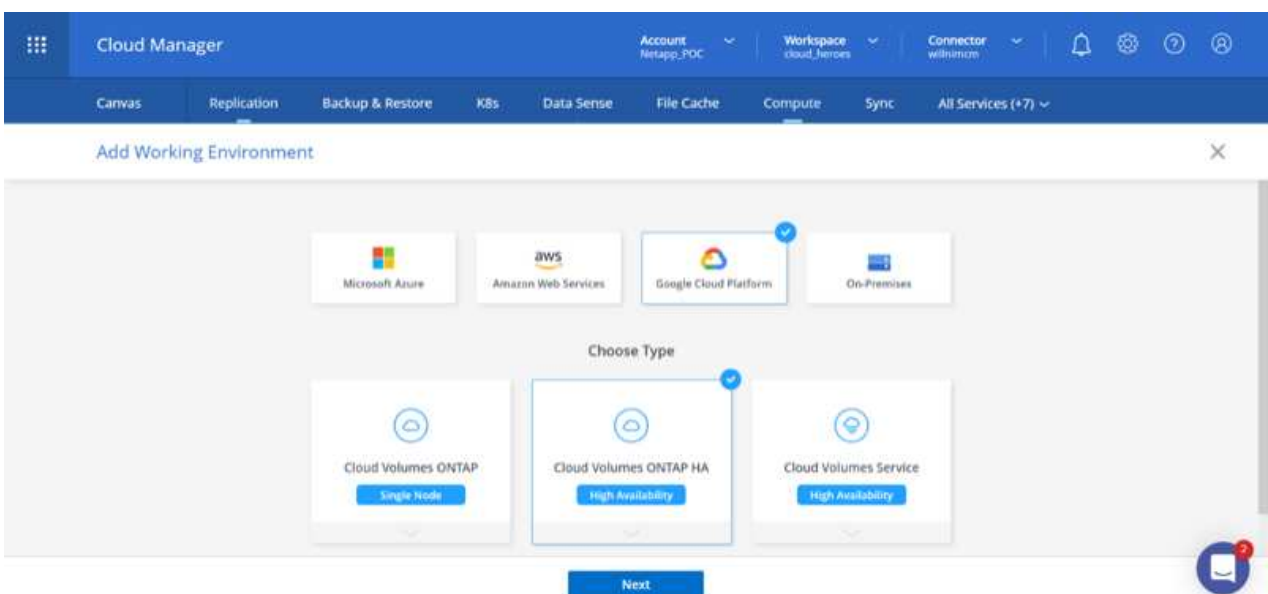 Cloud Manager
Account
Netapp_POC
Workspace
cloud_heroes
Connector
willnimcm
Canvas Replication Backup & Restore K8s Data Sense File Cache Compute Sync All Services (+7)
Add Working Environment
Microsoft Azure
aws
Amazon Web Services
Google Cloud Platform
On-Premises
Choose Type
Cloud Volumes ONTAP
Single Node
Cloud Volumes ONTAP HA
High Availability
Cloud Volumes Service
High Availability
Next
2